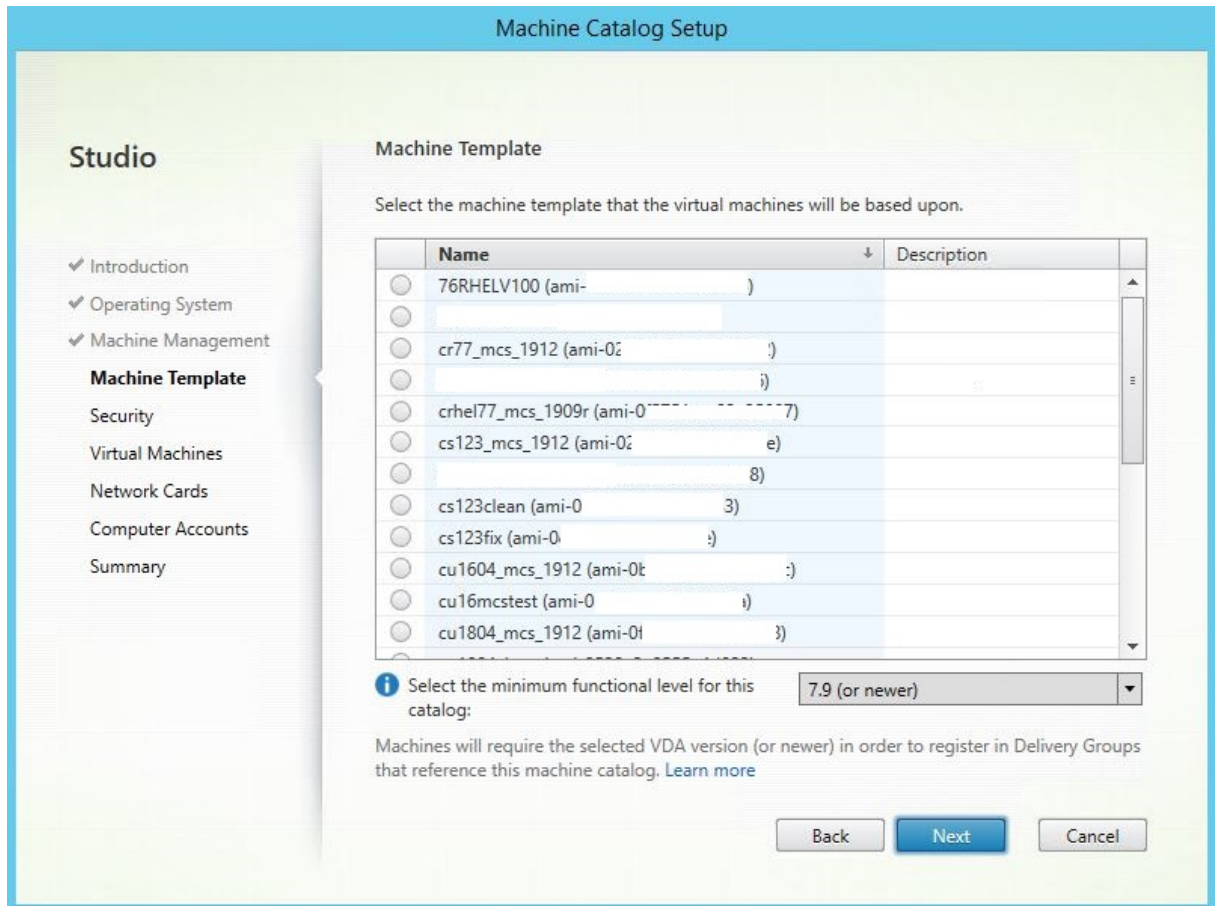 Machine Catalog Setup
Studio
Introduction
Operating System
Machine Management
Machine Template
Security
Virtual Machines
Network Cards
Computer Accounts
Summary
Machine Template
Select the machine template that the virtual machines will be based upon.
Name Description
76RHELV100 (ami- )
cr77_mcs_1912 (ami-02 )
)
crhel77_mcs_1909r (ami-0 7)
cs123_mcs_1912 (ami-02 e)
8)
cs123clean (ami-0 3)
cs123fix (ami-0 )
cu1604_mcs_1912 (ami-0b )
cu16mcstest (ami-0 )
cu1804_mcs_1912 (ami-0f 3)
Select the minimum functional level for this
catalog:
7.9 (or newer)
Machines will require the selected VDA version (or newer) in order to register in Delivery Groups
that reference this machine catalog. Learn more
Back Next Cancel